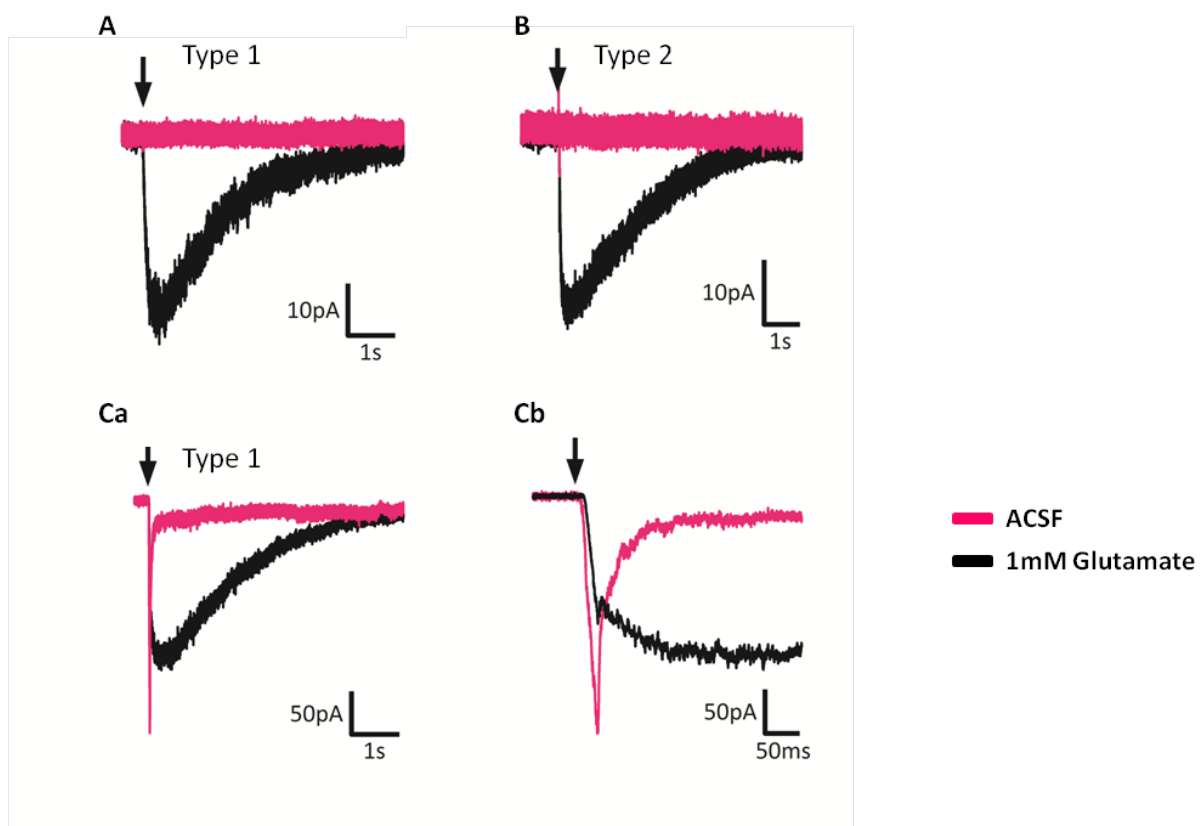 A
B
Type 1
Type 2
10pA
1s
10pA
1s
Ca
Cb
Type 1
ACSF
1mM Glutamate
50pA
1s
50pA
50ms